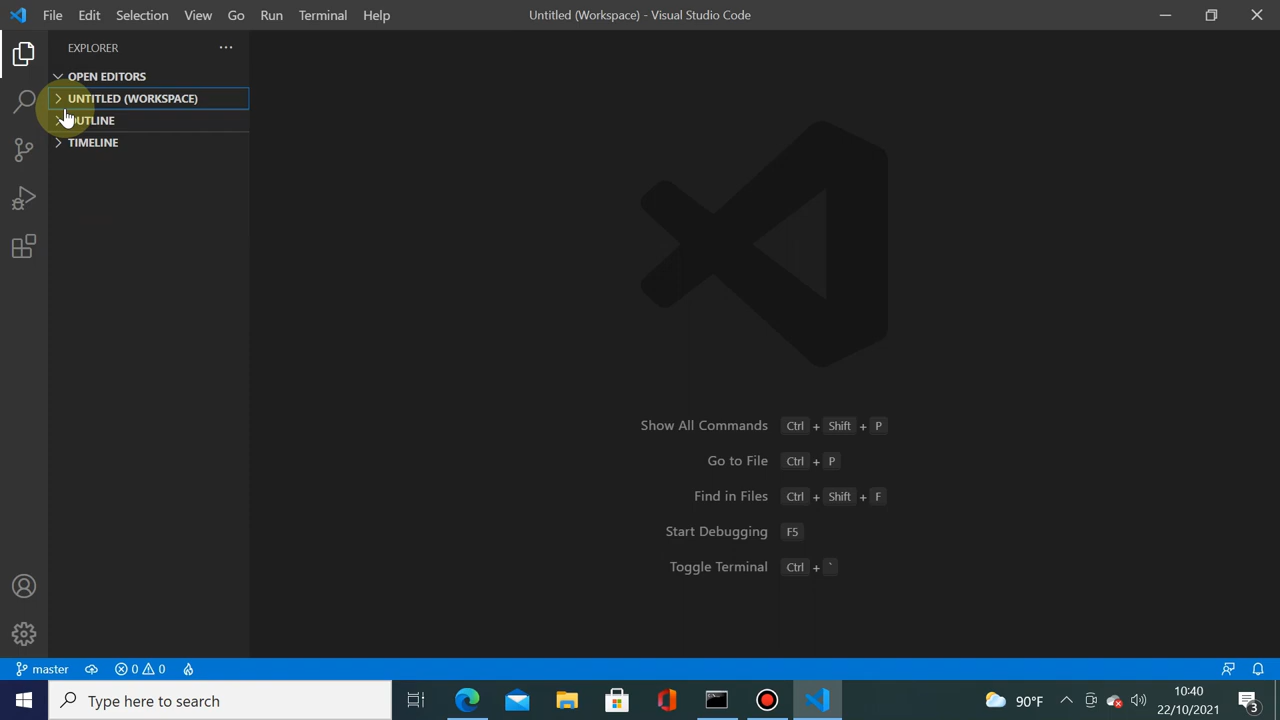 File Edit Selection View Go Run Terminal Help Untitled (Workspace) - Visual Studio Code
EXPLORER
OPEN EDITORS
UNTITLED (WORKSPACE)
OUTLINE
TIMELINE
Show All Commands Ctrl + Shift + P
Go to File Ctrl + P
Find in Files Ctrl + Shift + F
Start Debugging F5
Toggle Terminal Ctrl + `
master 0 0
Type here to search 90°F 10:40
22/10/2021 3